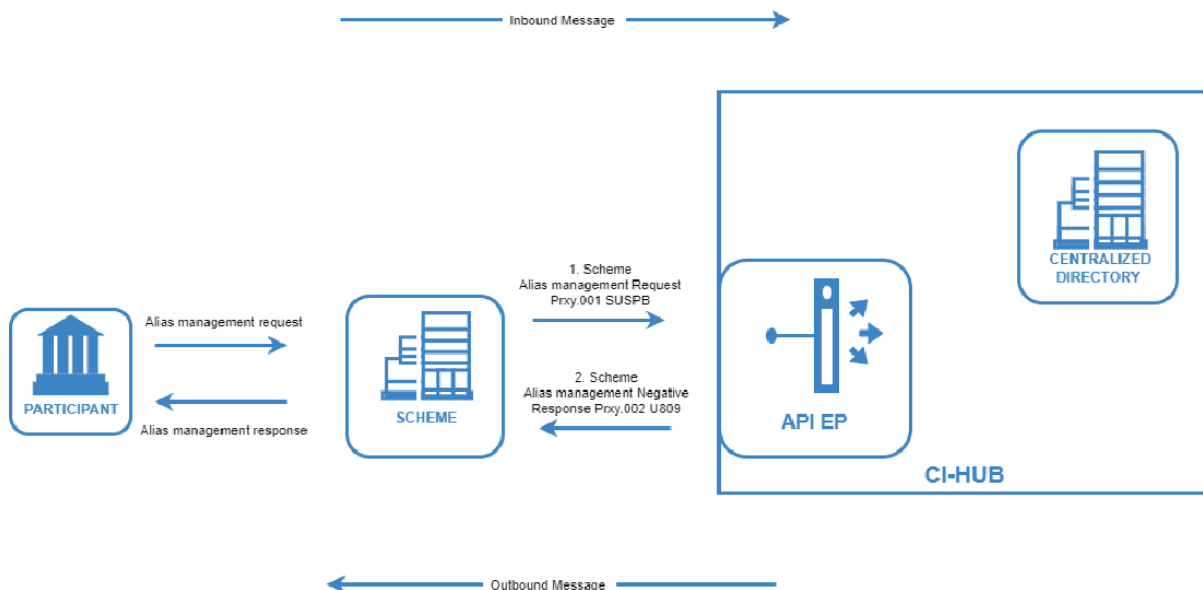 Inbound Message
CENTRALIZED
DIRECTORY
1. Scheme
Alias management Request
Prxy.001 SUSPB
Alias management request
PARTICIPANT
Alias management response
SCHEME
2. Scheme
Alias management Negative
Response Prxy.002 U809
API EP
CI-HUB
Outbound Message